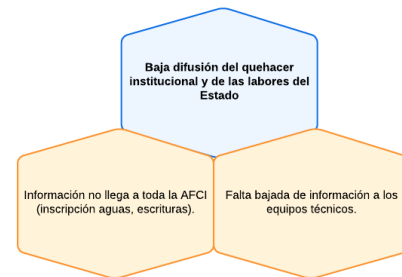 Baja difusión del quehacer
institucional y de las labores del
Estado
Información no llega a toda la AFCI
(inscripción aguas, escrituras).
Falta bajada de información a los
equipos técnicos.